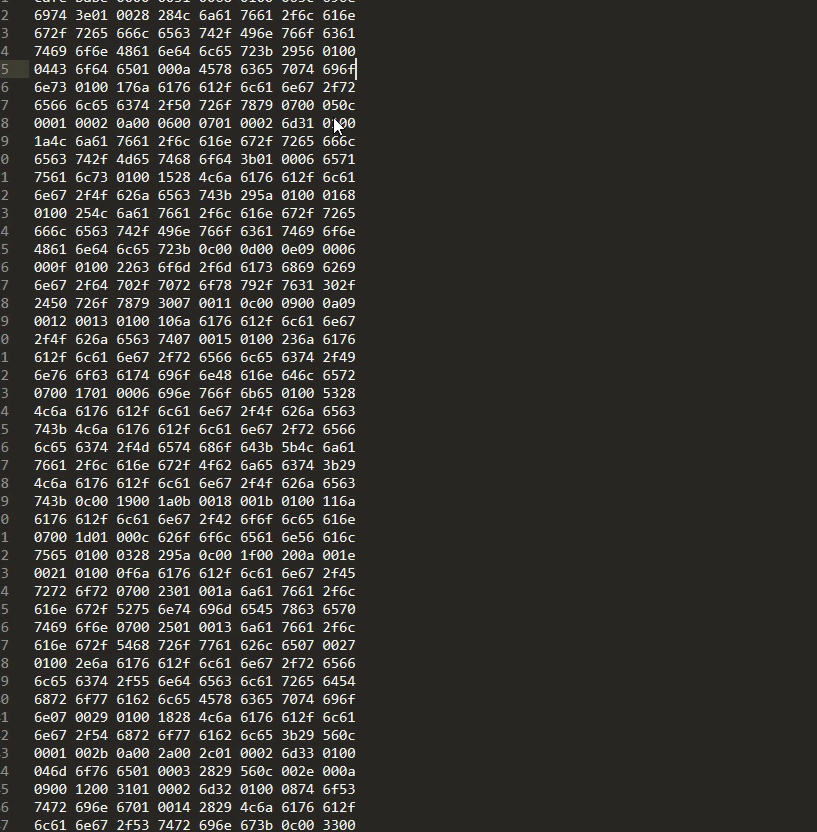 2 6974 3e01 0028 284c 6a61 7661 2f6c 616e
3 672f 7265 666c 6563 742f 496e 766f 6361
4 7469 6f6e 4861 6e64 6c65 723b 2956 0100
5 0443 6f64 6501 000a 4578 6365 7074 696f
6 6e73 0100 176a 6176 612f 6c61 6e67 2f72
7 6566 6c65 6374 2f50 726f 7879 0700 050c
8 0001 0002 0a00 0600 0701 0002 6d31 0100
9 1a4c 6a61 7661 2f6c 616e 672f 7265 666c
0 6563 742f 4d65 7468 6f64 3b01 0006 6571
1 7561 6c73 0100 1528 4c6a 6176 612f 6c61
2 6e67 2f4f 626a 6563 743b 295a 0100 0168
3 0100 254c 6a61 7661 2f6c 616e 672f 7265
4 666c 6563 742f 496e 766f 6361 7469 6f6e
5 4861 6e64 6c65 723b 0c00 0d00 0e09 0006
6 000f 0100 2263 6f6d 2f6d 6173 6869 6269
7 6e67 2f64 702f 7072 6f78 792f 7631 302f
8 2450 726f 7879 3007 0011 0c00 0900 0a09
9 0012 0013 0100 106a 6176 612f 6c61 6e67
0 2f4f 626a 6563 7407 0015 0100 236a 6176
1 612f 6c61 6e67 2f72 6566 6c65 6374 2f49
2 6e76 6f63 6174 696f 6e48 616e 646c 6572
3 0700 1701 0006 696e 766f 6b65 0100 5328
4 4c6a 6176 612f 6c61 6e67 2f4f 626a 6563
5 743b 4c6a 6176 612f 6c61 6e67 2f72 6566
6 6c65 6374 2f4d 6574 686f 643b 5b4c 6a61
7 7661 2f6c 616e 672f 4f62 6a65 6374 3b29
8 4c6a 6176 612f 6c61 6e67 2f4f 626a 6563
9 743b 0c00 1900 1a0b 0018 001b 0100 116a
0 6176 612f 6c61 6e67 2f42 6f6f 6c65 616e
1 0700 1d01 000c 626f 6f6c 6561 6e56 616c
2 7565 0100 0328 295a 0c00 1f00 200a 001e
3 0021 0100 0f6a 6176 612f 6c61 6e67 2f45
4 7272 6f72 0700 2301 001a 6a61 7661 2f6c
5 616e 672f 5275 6e74 696d 6545 7863 6570
6 7469 6f6e 0700 2501 0013 6a61 7661 2f6c
7 616e 672f 5468 726f 7761 626c 6507 0027
8 0100 2e6a 6176 612f 6c61 6e67 2f72 6566
9 6c65 6374 2f55 6e64 6563 6c61 7265 6454
0 6872 6f77 6162 6c65 4578 6365 7074 696f
1 6e07 0029 0100 1828 4c6a 6176 612f 6c61
2 6e67 2f54 6872 6f77 6162 6c65 3b29 560c
3 0001 002b 0a00 2a00 2c01 0002 6d33 0100
4 046d 6f76 6501 0003 2829 560c 002e 000a
5 0900 1200 3101 0002 6d32 0100 0874 6f53
6 7472 696e 6701 0014 2829 4c6a 6176 612f
7 6c61 6e67 2f53 7472 696e 673b 0c00 3300